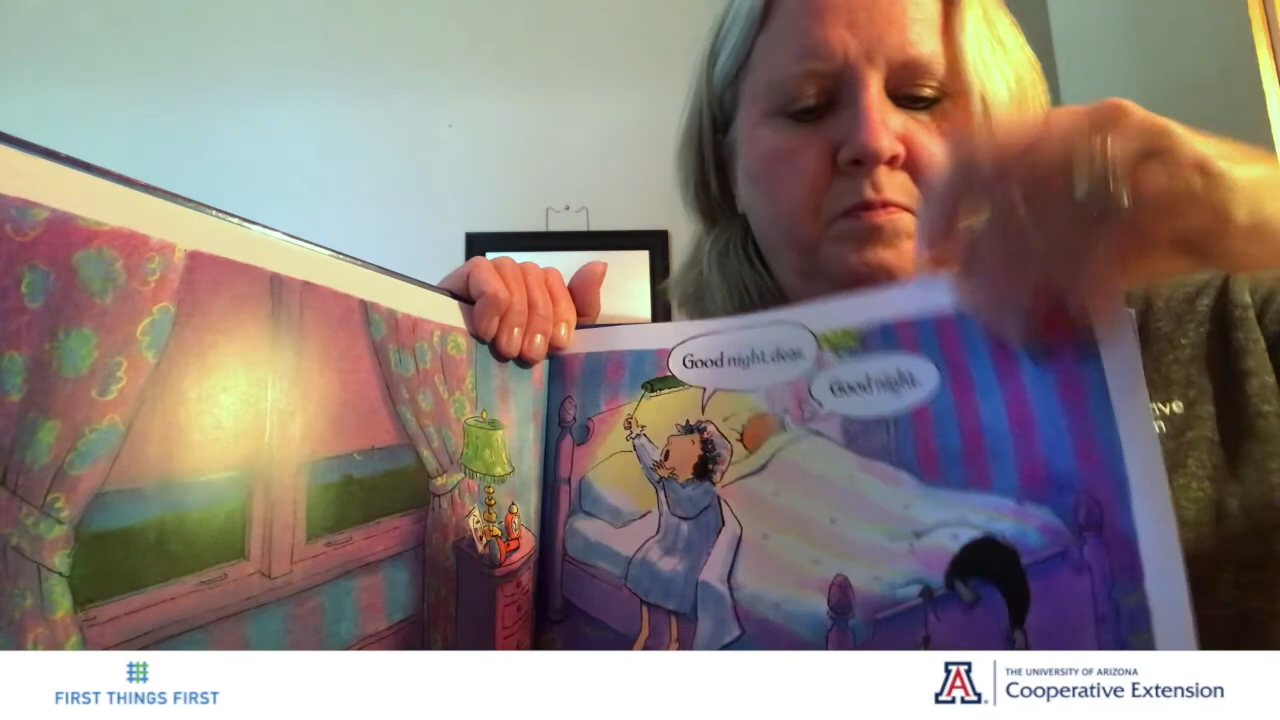 Good night, dear.
Good night.
FIRST THINGS FIRST
A
THE UNIVERSITY OF ARIZONA
Cooperative Extension